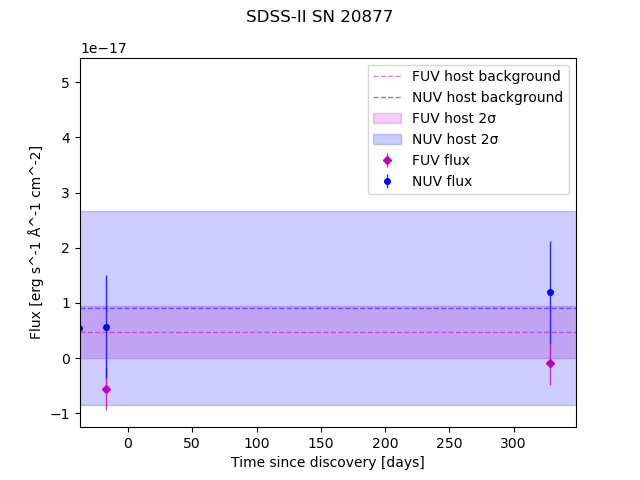 SDSS-II SN 20877
1e−17
FUV host background
NUV host background
FUV host 2σ
NUV host 2σ
FUV flux
NUV flux
5
4
3
2
1
0
−1
Flux [erg s^-1 Å^-1 cm^-2]
0 50 100 150 200 250 300
Time since discovery [days]